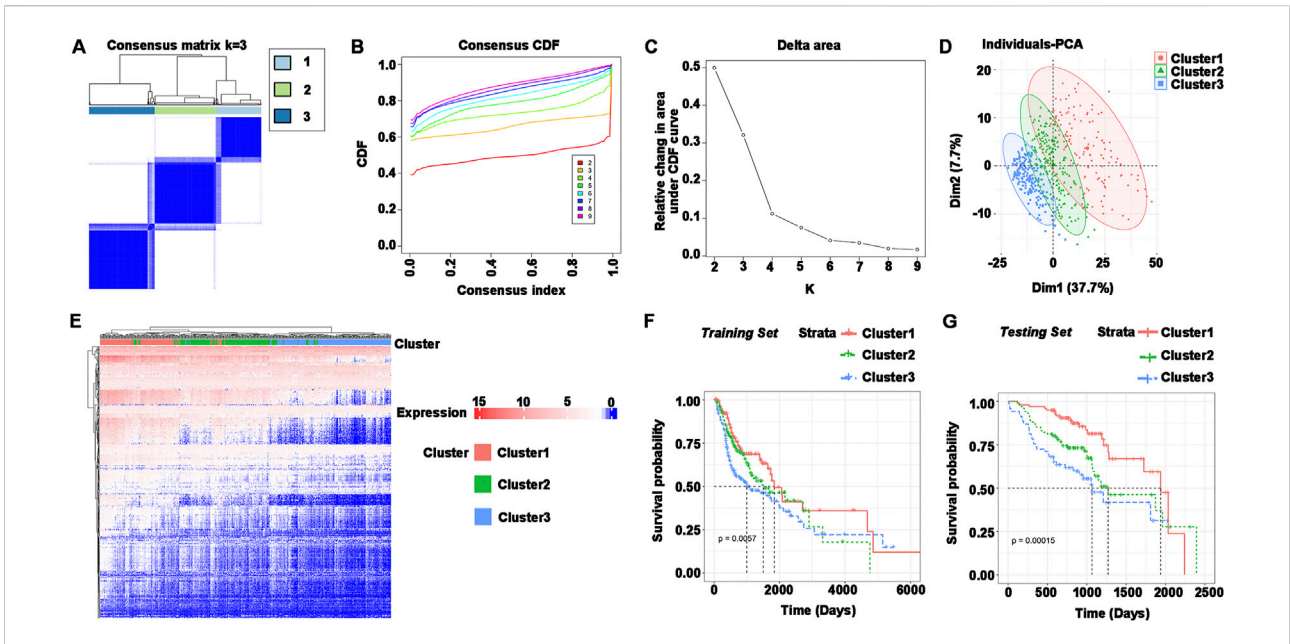 A
Consensus matrix k=3
1
2
3
B
Consensus CDF
CDF
1.0
0.8
0.6
0.4
0.2
0.0
0.0
0.2
0.4
0.6
0.8
1.0
Consensus index
2
3
4
5
6
7
8
9
C
Delta area
Relative chang in area
under CDF curve
0.5
0.4
0.3
0.2
0.1
0.0
2
3
4
5
6
7
8
9
K
D
Individuals-PCA
Cluster1
Cluster2
Cluster3
Dim2 (7.7%)
20
10
0
-10
-25
0
25
50
Dim1 (37.7%)
E
Cluster
Expression
15
10
5
0
Cluster
Cluster1
Cluster2
Cluster3
F
Training Set
Strata
Cluster1
Cluster2
Cluster3
Survival probability
1.00
0.75
0.50
0.25
0.00
p = 0.0057
0
2000
4000
6000
Time (Days)
G
Testing Set
Strata
Cluster1
Cluster2
Cluster3
Survival probability
1.00
0.75
0.50
0.25
0.00
p = 0.00015
0
500
1000
1500
2000
2500
Time (Days)